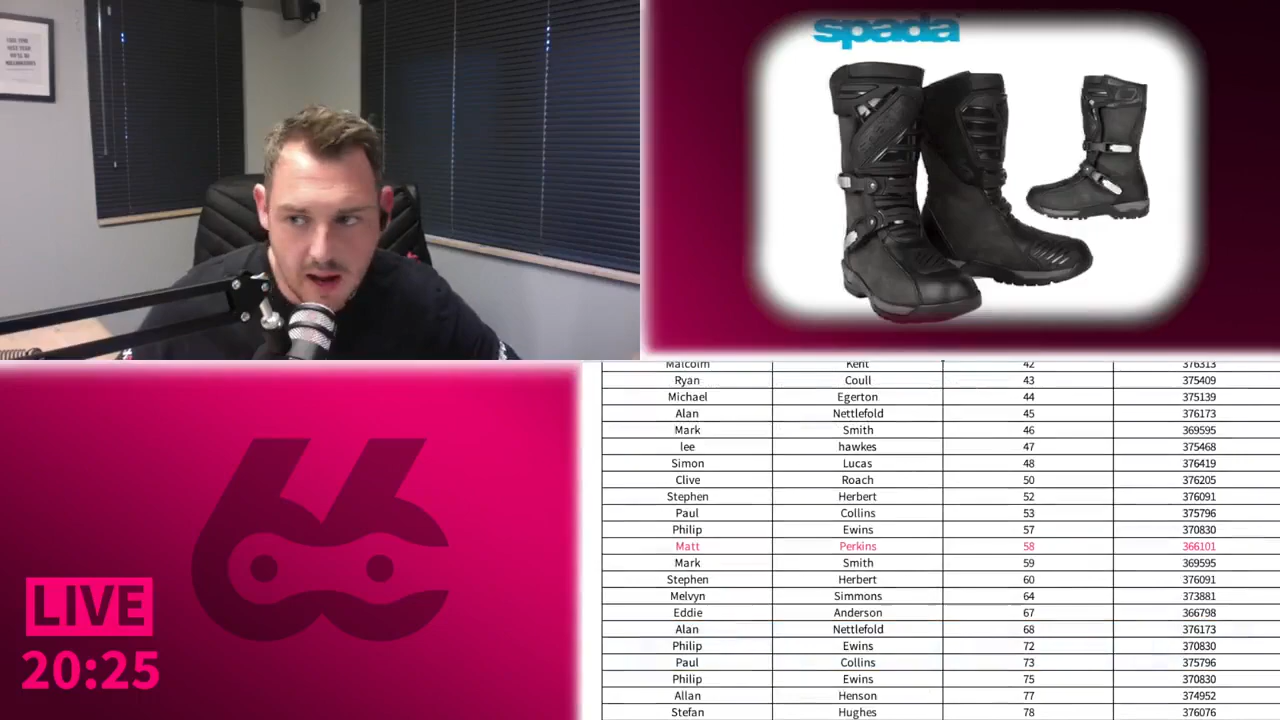 spada
Malcolm Kent 42 376313
Ryan Coull 43 375409
Michael Egerton 44 375139
Alan Nettlefold 45 376173
Mark Smith 46 369595
lee hawkes 47 375468
Simon Lucas 48 376419
Clive Roach 50 376205
Stephen Herbert 52 376091
Paul Collins 53 375796
Philip Ewins 57 370830
Matt Perkins 58 366101
Mark Smith 59 369595
Stephen Herbert 60 376091
Melvyn Simmons 64 373881
Eddie Anderson 67 366798
Alan Nettlefold 68 376173
Philip Ewins 72 370830
Paul Collins 73 375796
Philip Ewins 75 370830
Allan Henson 77 374952
Stefan Hughes 78 376076
66
LIVE
20:25